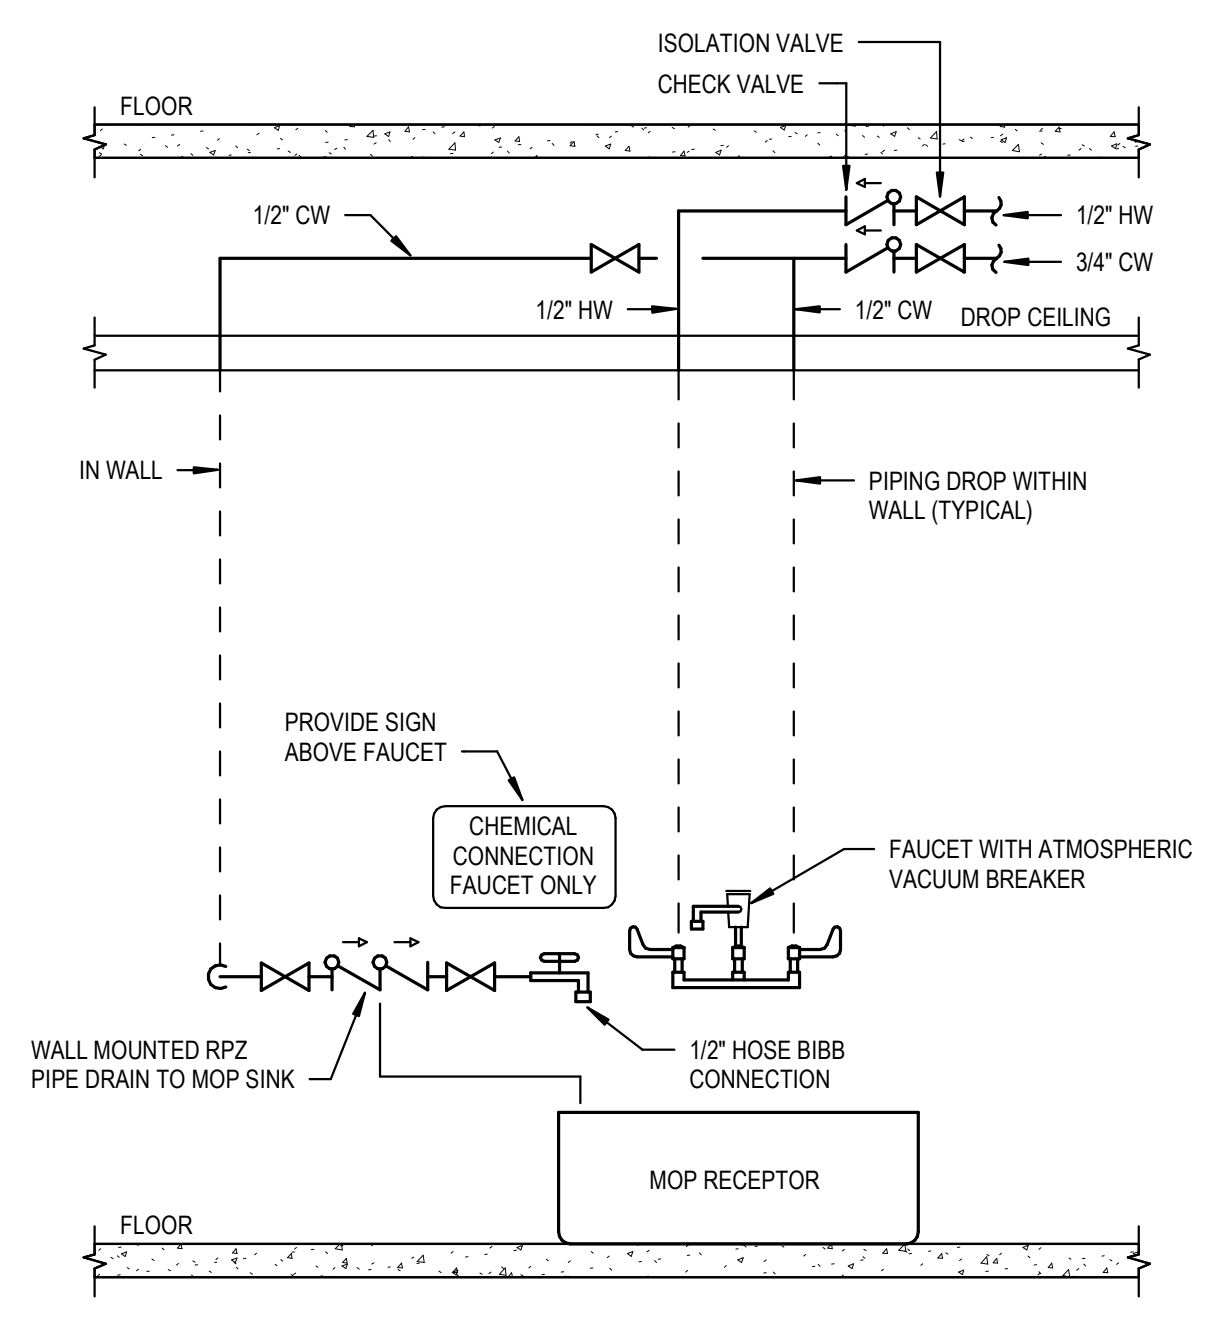 ISOLATION VALVE
CHECK VALVE
FLOOR
1/2" CW
1/2" HW
3/4" CW
1/2" HW
1/2" CW
DROP CEILING
IN WALL
PIPING DROP WITHIN
WALL (TYPICAL)
PROVIDE SIGN
ABOVE FAUCET
CHEMICAL
CONNECTION
FAUCET ONLY
FAUCET WITH ATMOSPHERIC
VACUUM BREAKER
WALL MOUNTED RPZ
PIPE DRAIN TO MOP SINK
1/2" HOSE BIBB
CONNECTION
MOP RECEPTOR
FLOOR